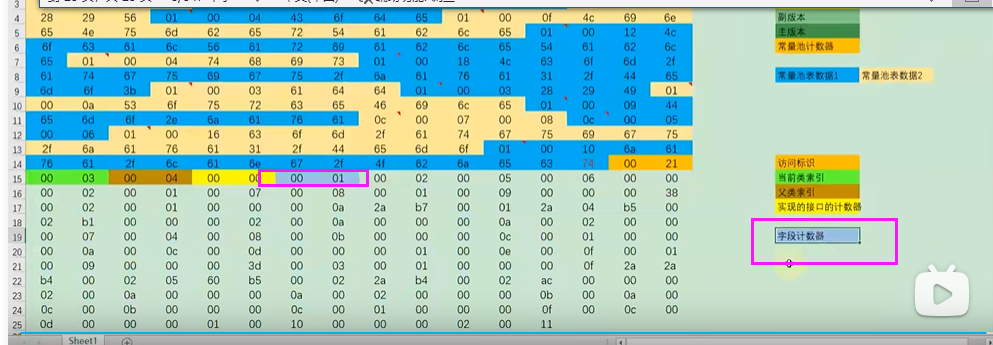 4 28 29 56 01 00 04 43 6f 64 65 01 00 0f 4c 69 6e 副版本
5 65 4e 75 6d 62 65 72 54 61 62 6c 65 01 00 12 4c 主版本
6 6f 63 61 6c 56 61 72 69 61 62 6c 65 54 61 62 6c 常量池计数器
7 65 01 00 04 74 68 69 73 01 00 18 4c 63 6f 6d 2f
8 61 74 67 75 69 67 75 2f 6a 61 76 61 31 2f 44 65 常量池表数据1 常量池表数据2
9 6d 6f 3b 01 00 03 61 64 64 01 00 03 28 29 49 01
10 00 0a 53 6f 75 72 63 65 46 69 6c 65 01 00 09 44
11 65 6d 6f 2e 6a 61 76 61 0c 00 07 00 08 0c 00 05
12 00 06 01 00 16 63 6f 6d 2f 61 74 67 75 69 67 75
13 2f 6a 61 76 61 31 2f 44 65 6d 6f 01 00 10 6a 61
14 76 61 2f 6c 61 6e 67 2f 4f 62 6a 65 63 74 00 21 访问标识
15 00 03 00 04 00 00 00 01 00 02 00 05 00 06 00 00 当前类索引
16 00 02 00 01 00 07 00 08 00 01 00 09 00 00 00 38 父类索引
17 00 02 00 01 00 00 00 0a 2a b7 00 01 2a 04 b5 00 实现的接口的计数器
18 02 b1 00 00 00 02 00 0a 00 00 00 0a 00 02 00 00
19 00 07 00 04 00 08 00 0b 00 00 00 0c 00 01 00 00 字段计数器
20 00 0a 00 0c 00 0d 00 00 00 01 00 0e 00 0f 00 01
21 00 09 00 00 00 3d 00 03 00 01 00 00 00 0f 2a 2a
22 b4 00 02 05 60 b5 00 02 2a b4 00 02 ac 00 00 00
23 02 00 0a 00 00 00 0a 00 02 00 00 00 0b 00 0a 00
24 0c 00 0b 00 00 00 0c 00 01 00 00 00 0f 00 0c 00
25 0d 00 00 00 01 00 10 00 00 00 02 00 11
Sheet1